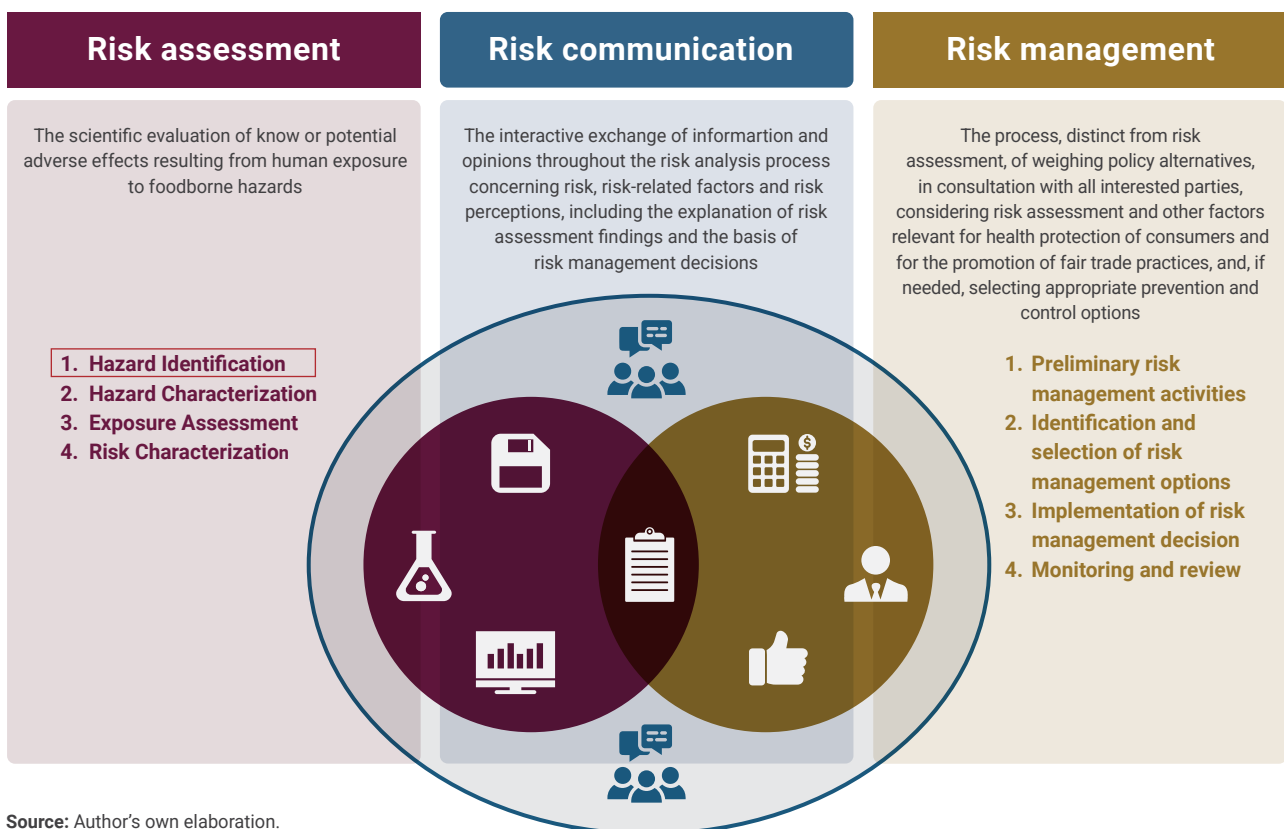 Risk assessment
The scientific evaluation of know or potential
adverse effects resulting from human exposure
to foodborne hazards
1. Hazard Identification
2. Hazard Characterization
3. Exposure Assessment
4. Risk Characterization
Risk communication
The interactive exchange of informartion and
opinions throughout the risk analysis process
concerning risk, risk-related factors and risk
perceptions, including the explanation of risk
assessment findings and the basis of
risk management decisions
Risk management
The process, distinct from risk
assessment, of weighing policy alternatives,
in consultation with all interested parties,
considering risk assessment and other factors
relevant for health protection of consumers and
for the promotion of fair trade practices, and, if
needed, selecting appropriate prevention and
control options
1. Preliminary risk
management activities
2. Identification and
selection of risk
management options
3. Implementation of risk
management decision
4. Monitoring and review
$
Source: Author's own elaboration.